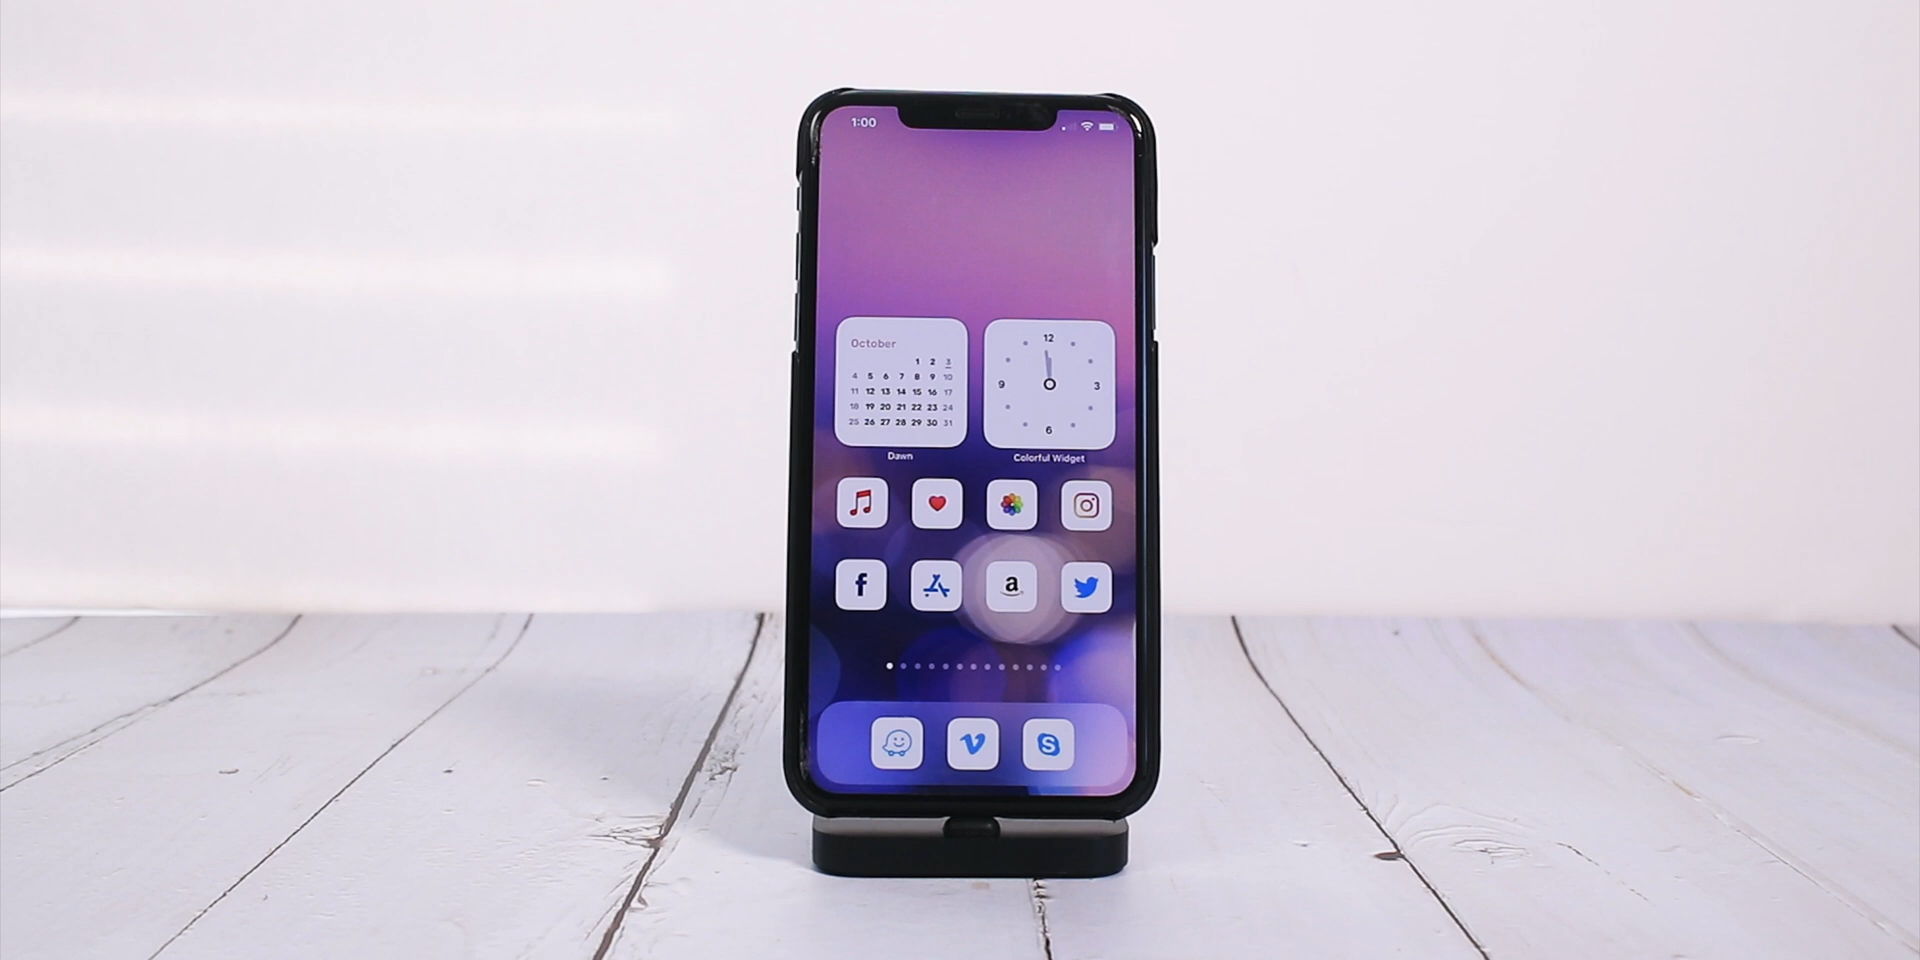 1:00
October
1 2 3
4 5 6 7 8 9 10
11 12 13 14 15 16 17
18 19 20 21 22 23 24
25 26 27 28 29 30 31
12
9 3
6
Dawn
Colorful Widget
f a
v S